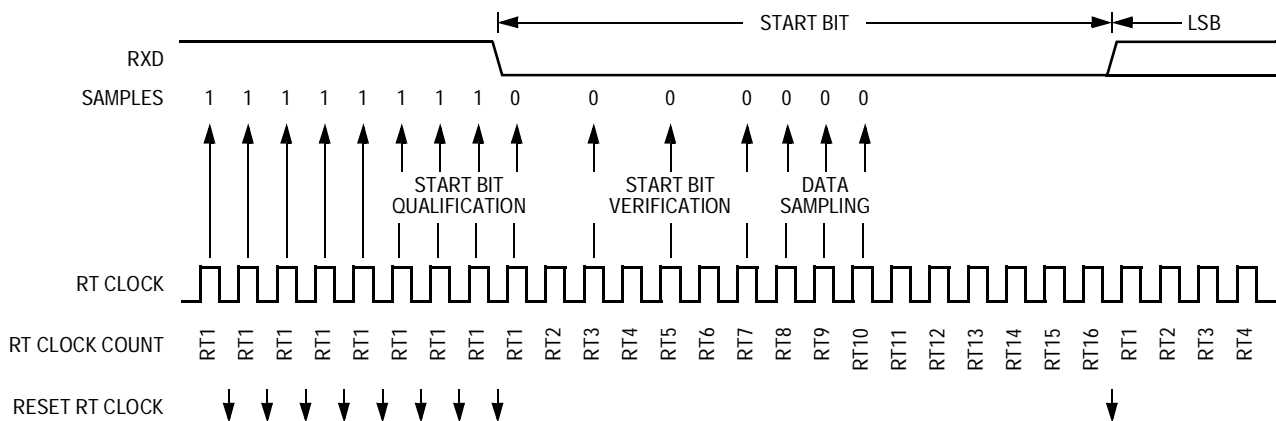 START BIT LSB
RXD
SAMPLES 1 1 1 1 1 1 1 1 0 0 0 0 0 0 0
START BIT QUALIFICATION
START BIT VERIFICATION
DATA SAMPLING
RT CLOCK
RT CLOCK COUNT RT1 RT1 RT1 RT1 RT1 RT1 RT1 RT1 RT1 RT2 RT3 RT4 RT5 RT6 RT7 RT8 RT9 RT10 RT11 RT12 RT13 RT14 RT15 RT16 RT1 RT2 RT3 RT4
RESET RT CLOCK